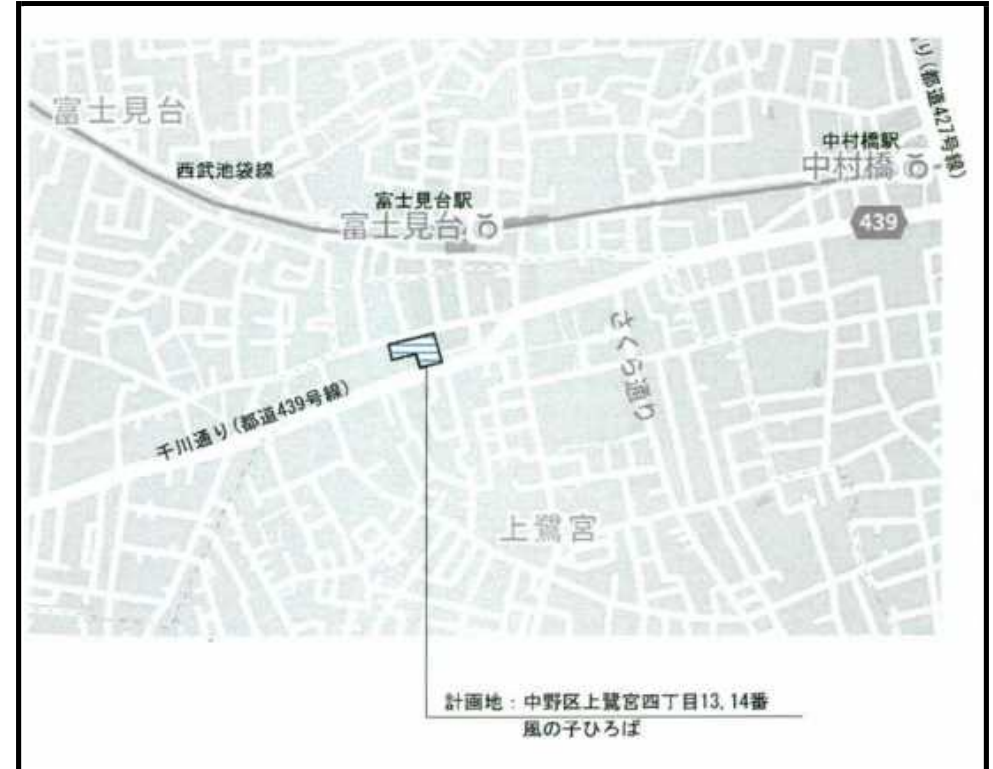 り(都道427号線)
富士見台
中村橋駅
中村橋
西武池袋線
富士見台駅
富士見台
439
さくら通り
千川通り(都道439号線)
上鷺宮
計画地：中野区上鷺宮四丁目13,14番
風の子ひろば